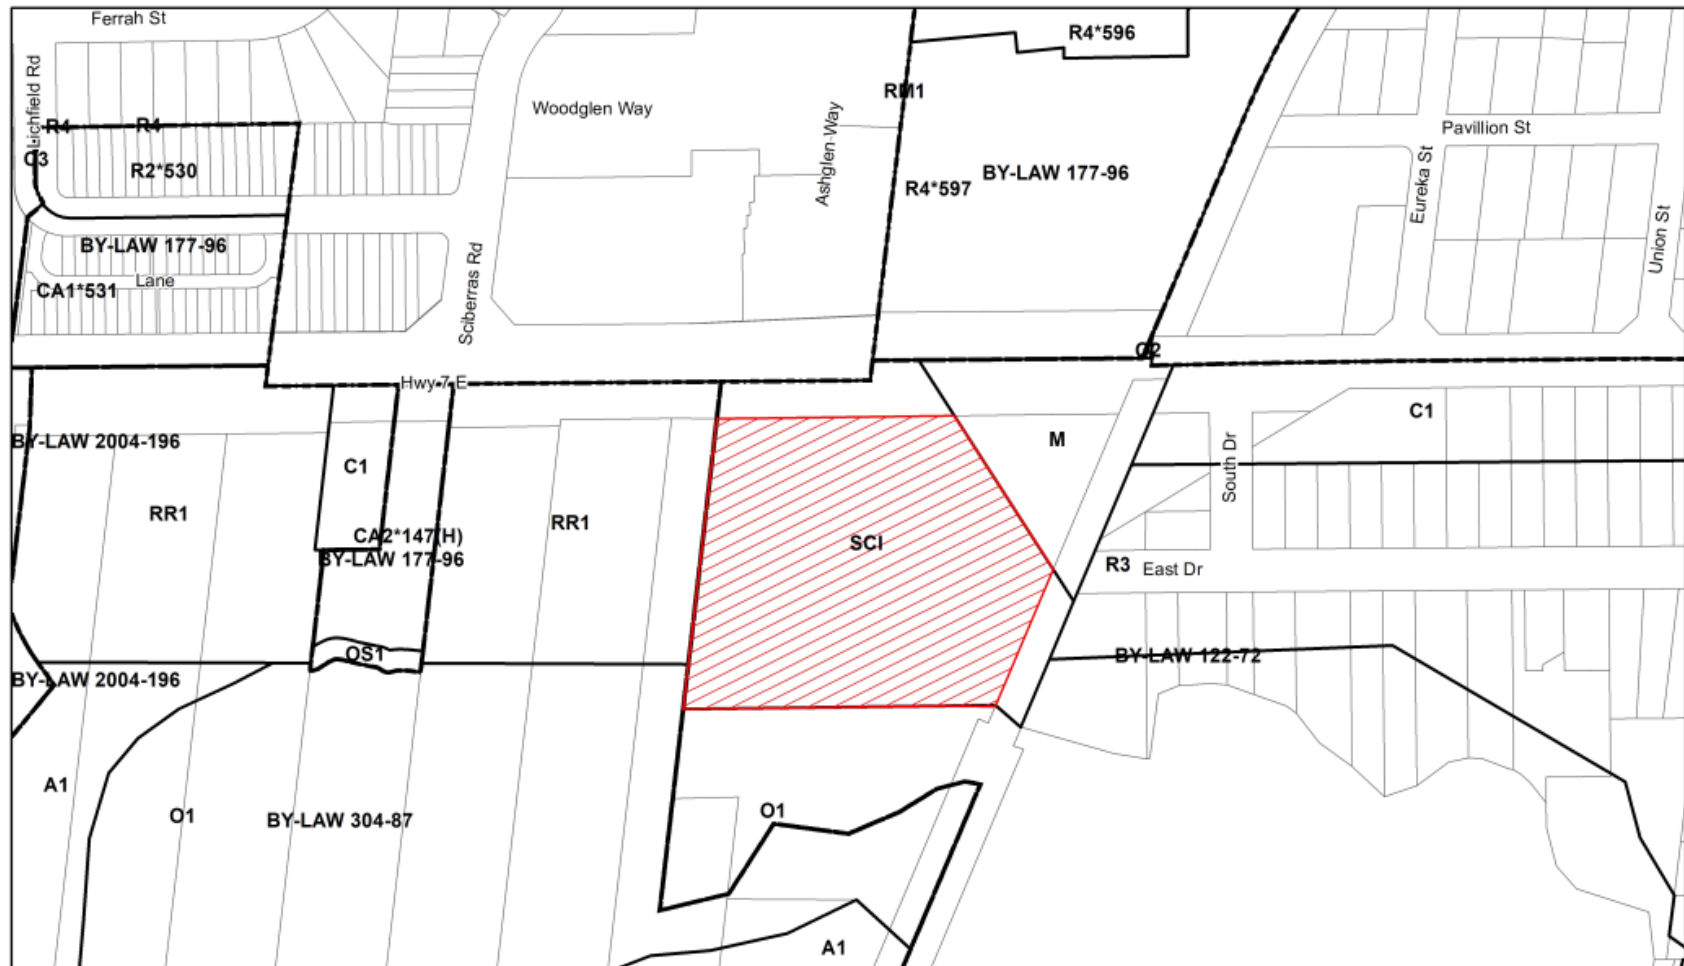 Ferrah St
R4*596
Lichfield Rd
Woodglen Way
RM1
Ashglen Way
R4
R4
Pavillion St
C3
R2*530
BY-LAW 177-96
R4*597
Eureka St
Union St
BY-LAW 177-96
Lane
CA1*531
Sciberras Rd
O2
Hwy 7 E
C1
BY-LAW 2004-196
M
C1
South Dr
RR1
RR1
CA2*147(H)
BY-LAW 177-96
SCI
R3
East Dr
OS1
BY-LAW 122-72
BY-LAW 2004-196
A1
O1
BY-LAW 304-87
O1
A1